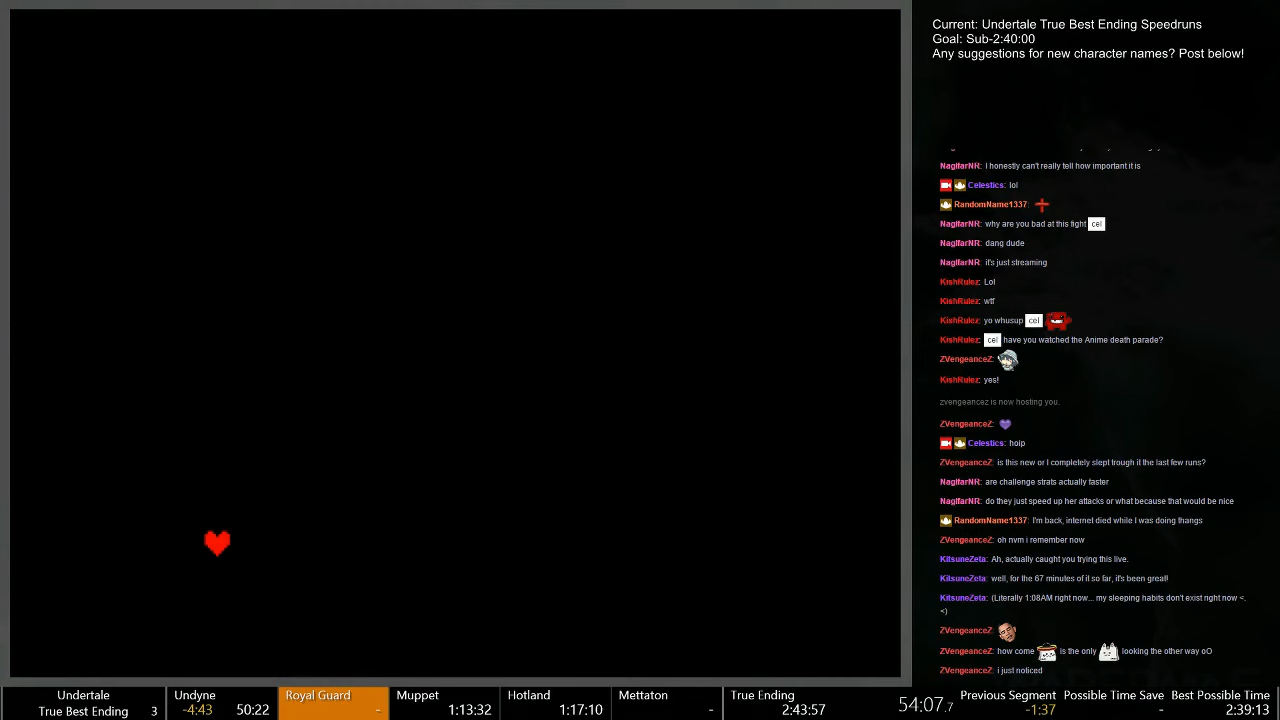 Current: Undertale True Best Ending Speedruns
Goal: Sub-2:40:00
Any suggestions for new character names? Post below!
NaglfarNR: I honestly can't really tell how important it is
Celestics: lol
RandomName1337:
NaglfarNR: why are you bad at this fight cel
NaglfarNR: dang dude
NaglfarNR: it's just streaming
KishRulez: Lol
KishRulez: wtf
KishRulez: yo whusup cel
KishRulez: cel have you watched the Anime death parade?
ZVengeanceZ:
KishRulez: yes!
zvengeancez is now hosting you.
ZVengeanceZ:
Celestics: hoip
ZVengeanceZ: is this new or I completely slept trough it the last few runs?
NaglfarNR: are challenge strats actually faster
NaglfarNR: do they just speed up her attacks or what because that would be nice
RandomName1337: I'm back, internet died while I was doing thangs
ZVengeanceZ: oh nvm i remember now
KitsuneZeta: Ah, actually caught you trying this live.
KitsuneZeta: well, for the 67 minutes of it so far, it's been great!
KitsuneZeta: (Literally 1:08AM right now... my sleeping habits don't exist right now <.
<)
ZVengeanceZ:
ZVengeanceZ: how come is the only looking the other way oO
ZVengeanceZ: i just noticed
Undertale Undyne Royal Guard Muppet Hotland Mettaton True Ending 54:07.7 Previous Segment Possible Time Save Best Possible Time
True Best Ending 3 -4:43 50:22 - 1:13:32 1:17:10 - 2:43:57 -1:37 - 2:39:13